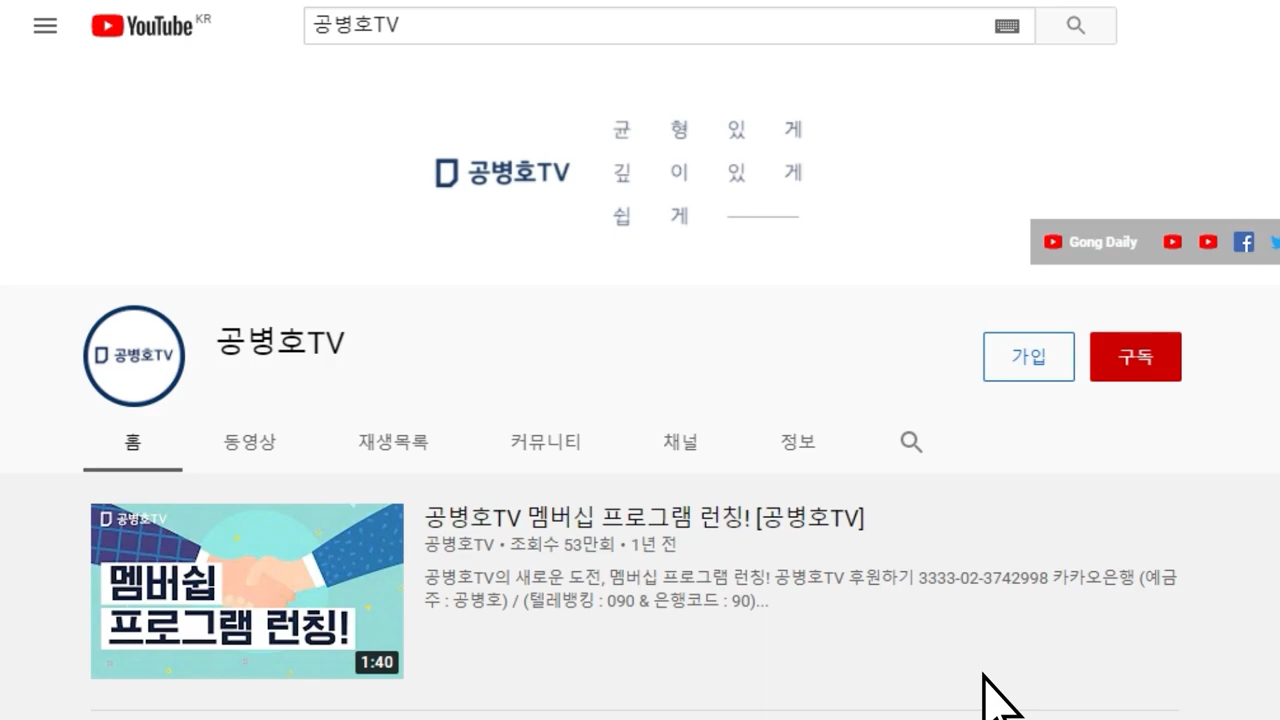 YouTube KR
공병호TV
균 형 있 게
공병호TV 깊 이 있 게
쉽 게
Gong Daily
공병호TV
공병호TV
가입
구독
홈 동영상 재생목록 커뮤니티 채널 정보
공병호TV
멤버쉽
프로그램 런칭!
1:40
공병호TV 멤버십 프로그램 런칭! [공병호TV]
공병호TV • 조회수 53만회 • 1년 전
공병호TV의 새로운 도전, 멤버십 프로그램 런칭! 공병호TV 후원하기 3333-02-3742998 카카오은행 (예금
주 : 공병호) / (텔레뱅킹 : 090 & 은행코드 : 90)...